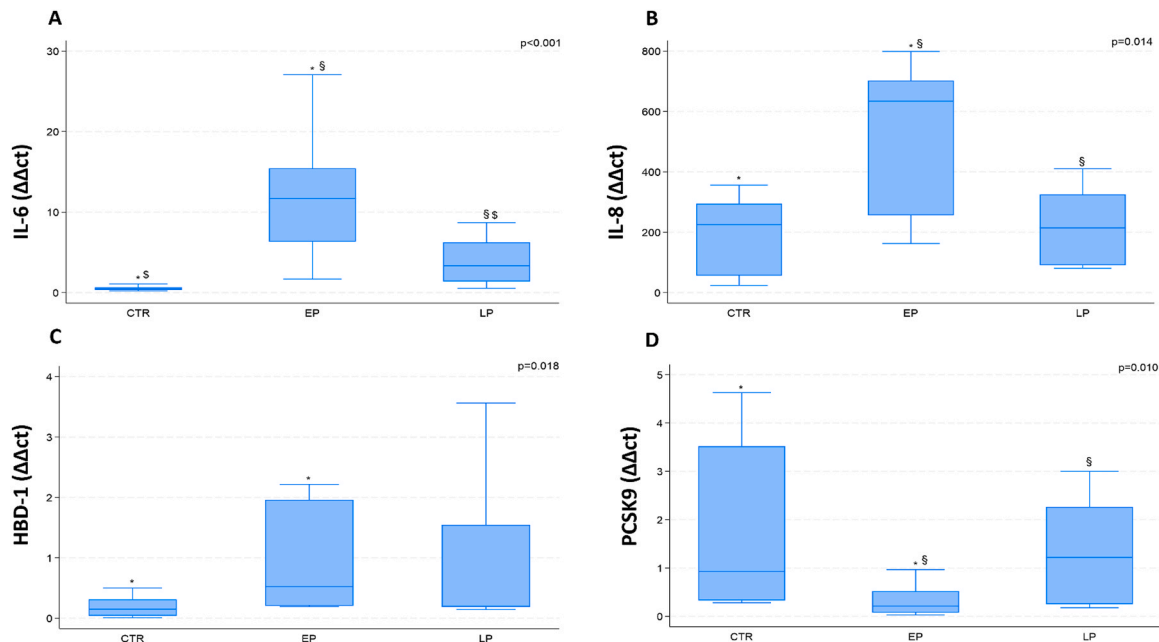 A
p<0.001
30
20
10
0
IL-6 (ΔΔct)
* $
* §
§ $
CTR EP LP
B
p=0.014
800
600
400
200
0
IL-8 (ΔΔct)
*
* §
§
CTR EP LP
C
p=0.018
4
3
2
1
0
HBD-1 (ΔΔct)
*
*
CTR EP LP
D
p=0.010
5
4
3
2
1
0
PCSK9 (ΔΔct)
*
* §
§
CTR EP LP